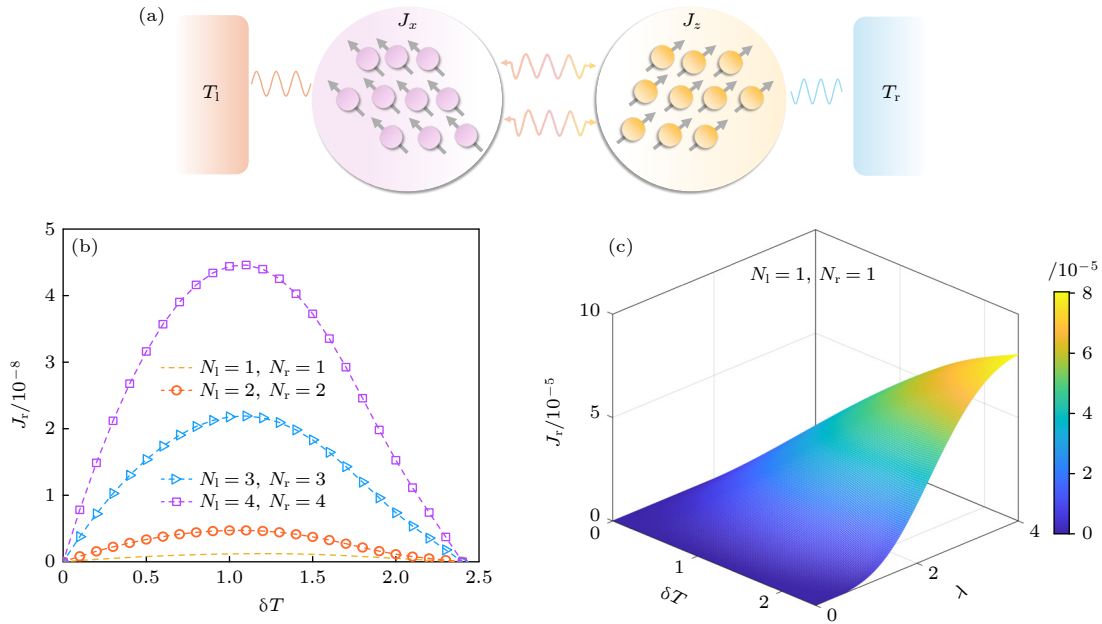 (a)
J_x
J_z
T_l
T_r
(b)
5
4
3
2
1
0
J_r/10^{-8}
N_l = 1, N_r = 1
N_l = 2, N_r = 2
N_l = 3, N_r = 3
N_l = 4, N_r = 4
0
0.5
1.0
1.5
2.0
2.5
δT
(c)
N_l = 1, N_r = 1
/10^{-5}
10
5
0
J_r/10^{-5}
0
1
2
δT
0
2
4
λ
8
6
4
2
0